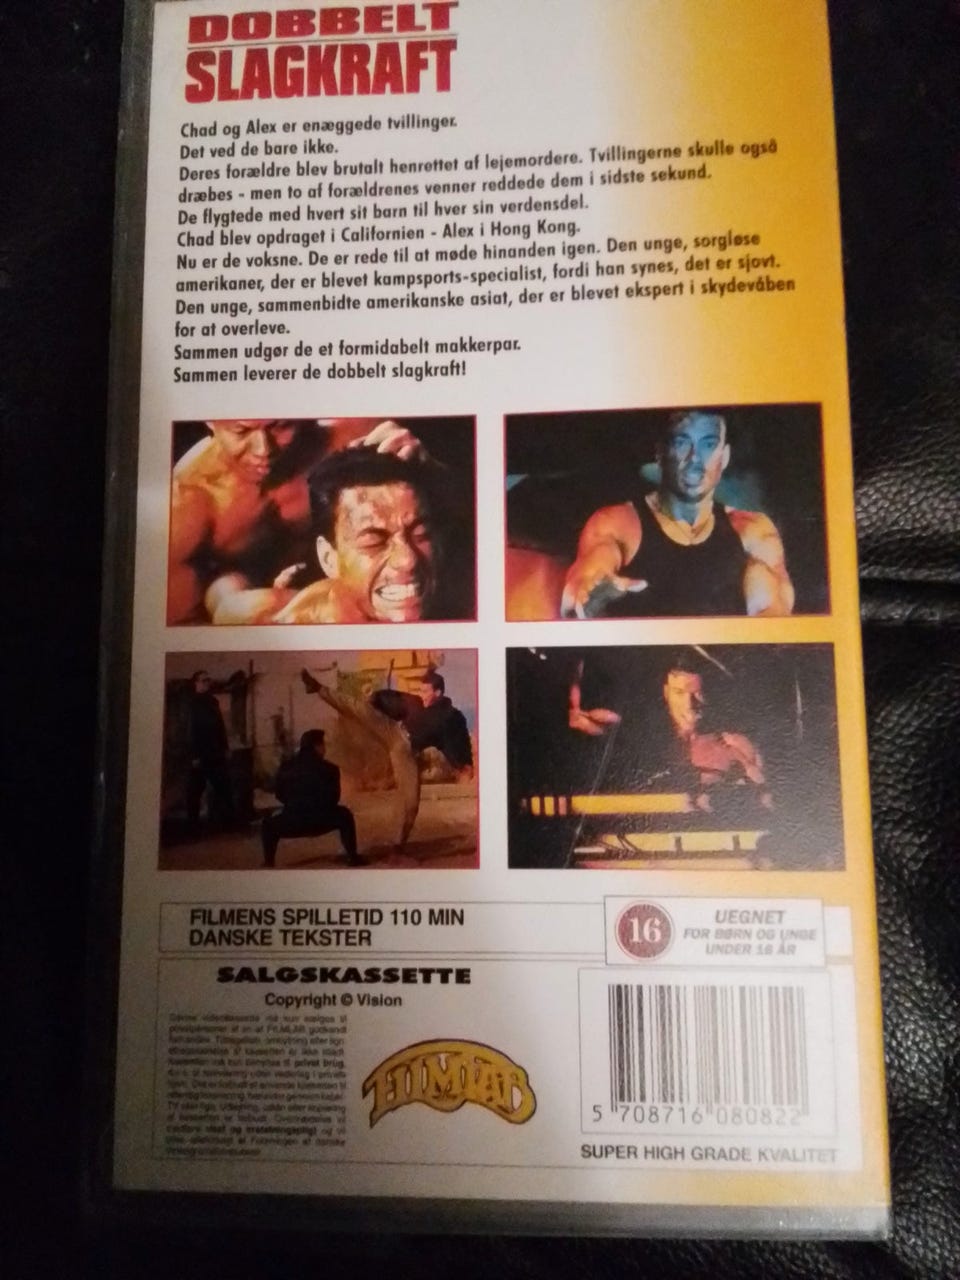 DOBBELT
SLAGKRAFT
Chad og Alex er enæggede tvillinger.
Det ved de bare ikke.
Deres forældre blev brutalt henrettet af lejemordere. Tvillingerne skulle også
dræbes - men to af forældrenes venner reddede dem i sidste sekund.
De flygtede med hvert sit barn til hver sin verdensdel.
Chad blev opdraget i Californien - Alex i Hong Kong.
Nu er de voksne. De er rede til at møde hinanden igen. Den unge, sorgløse
amerikaner, der er blevet kampsports-specialist, fordi han synes, det er sjovt.
Den unge, sammenbidte amerikanske asiat, der er blevet ekspert i skydevåben
for at overleve.
Sammen udgør de et formidabelt makkerpar.
Sammen leverer de dobbelt slagkraft!
FILMENS SPILLETID 110 MIN
DANSKE TEKSTER
16
UEGNET
FOR BØRN OG UNGE
UNDER 16 ÅR
SALGSKASSETTE
Copyright © Vision
FILMLAB
5 708716 080822
SUPER HIGH GRADE KVALITET